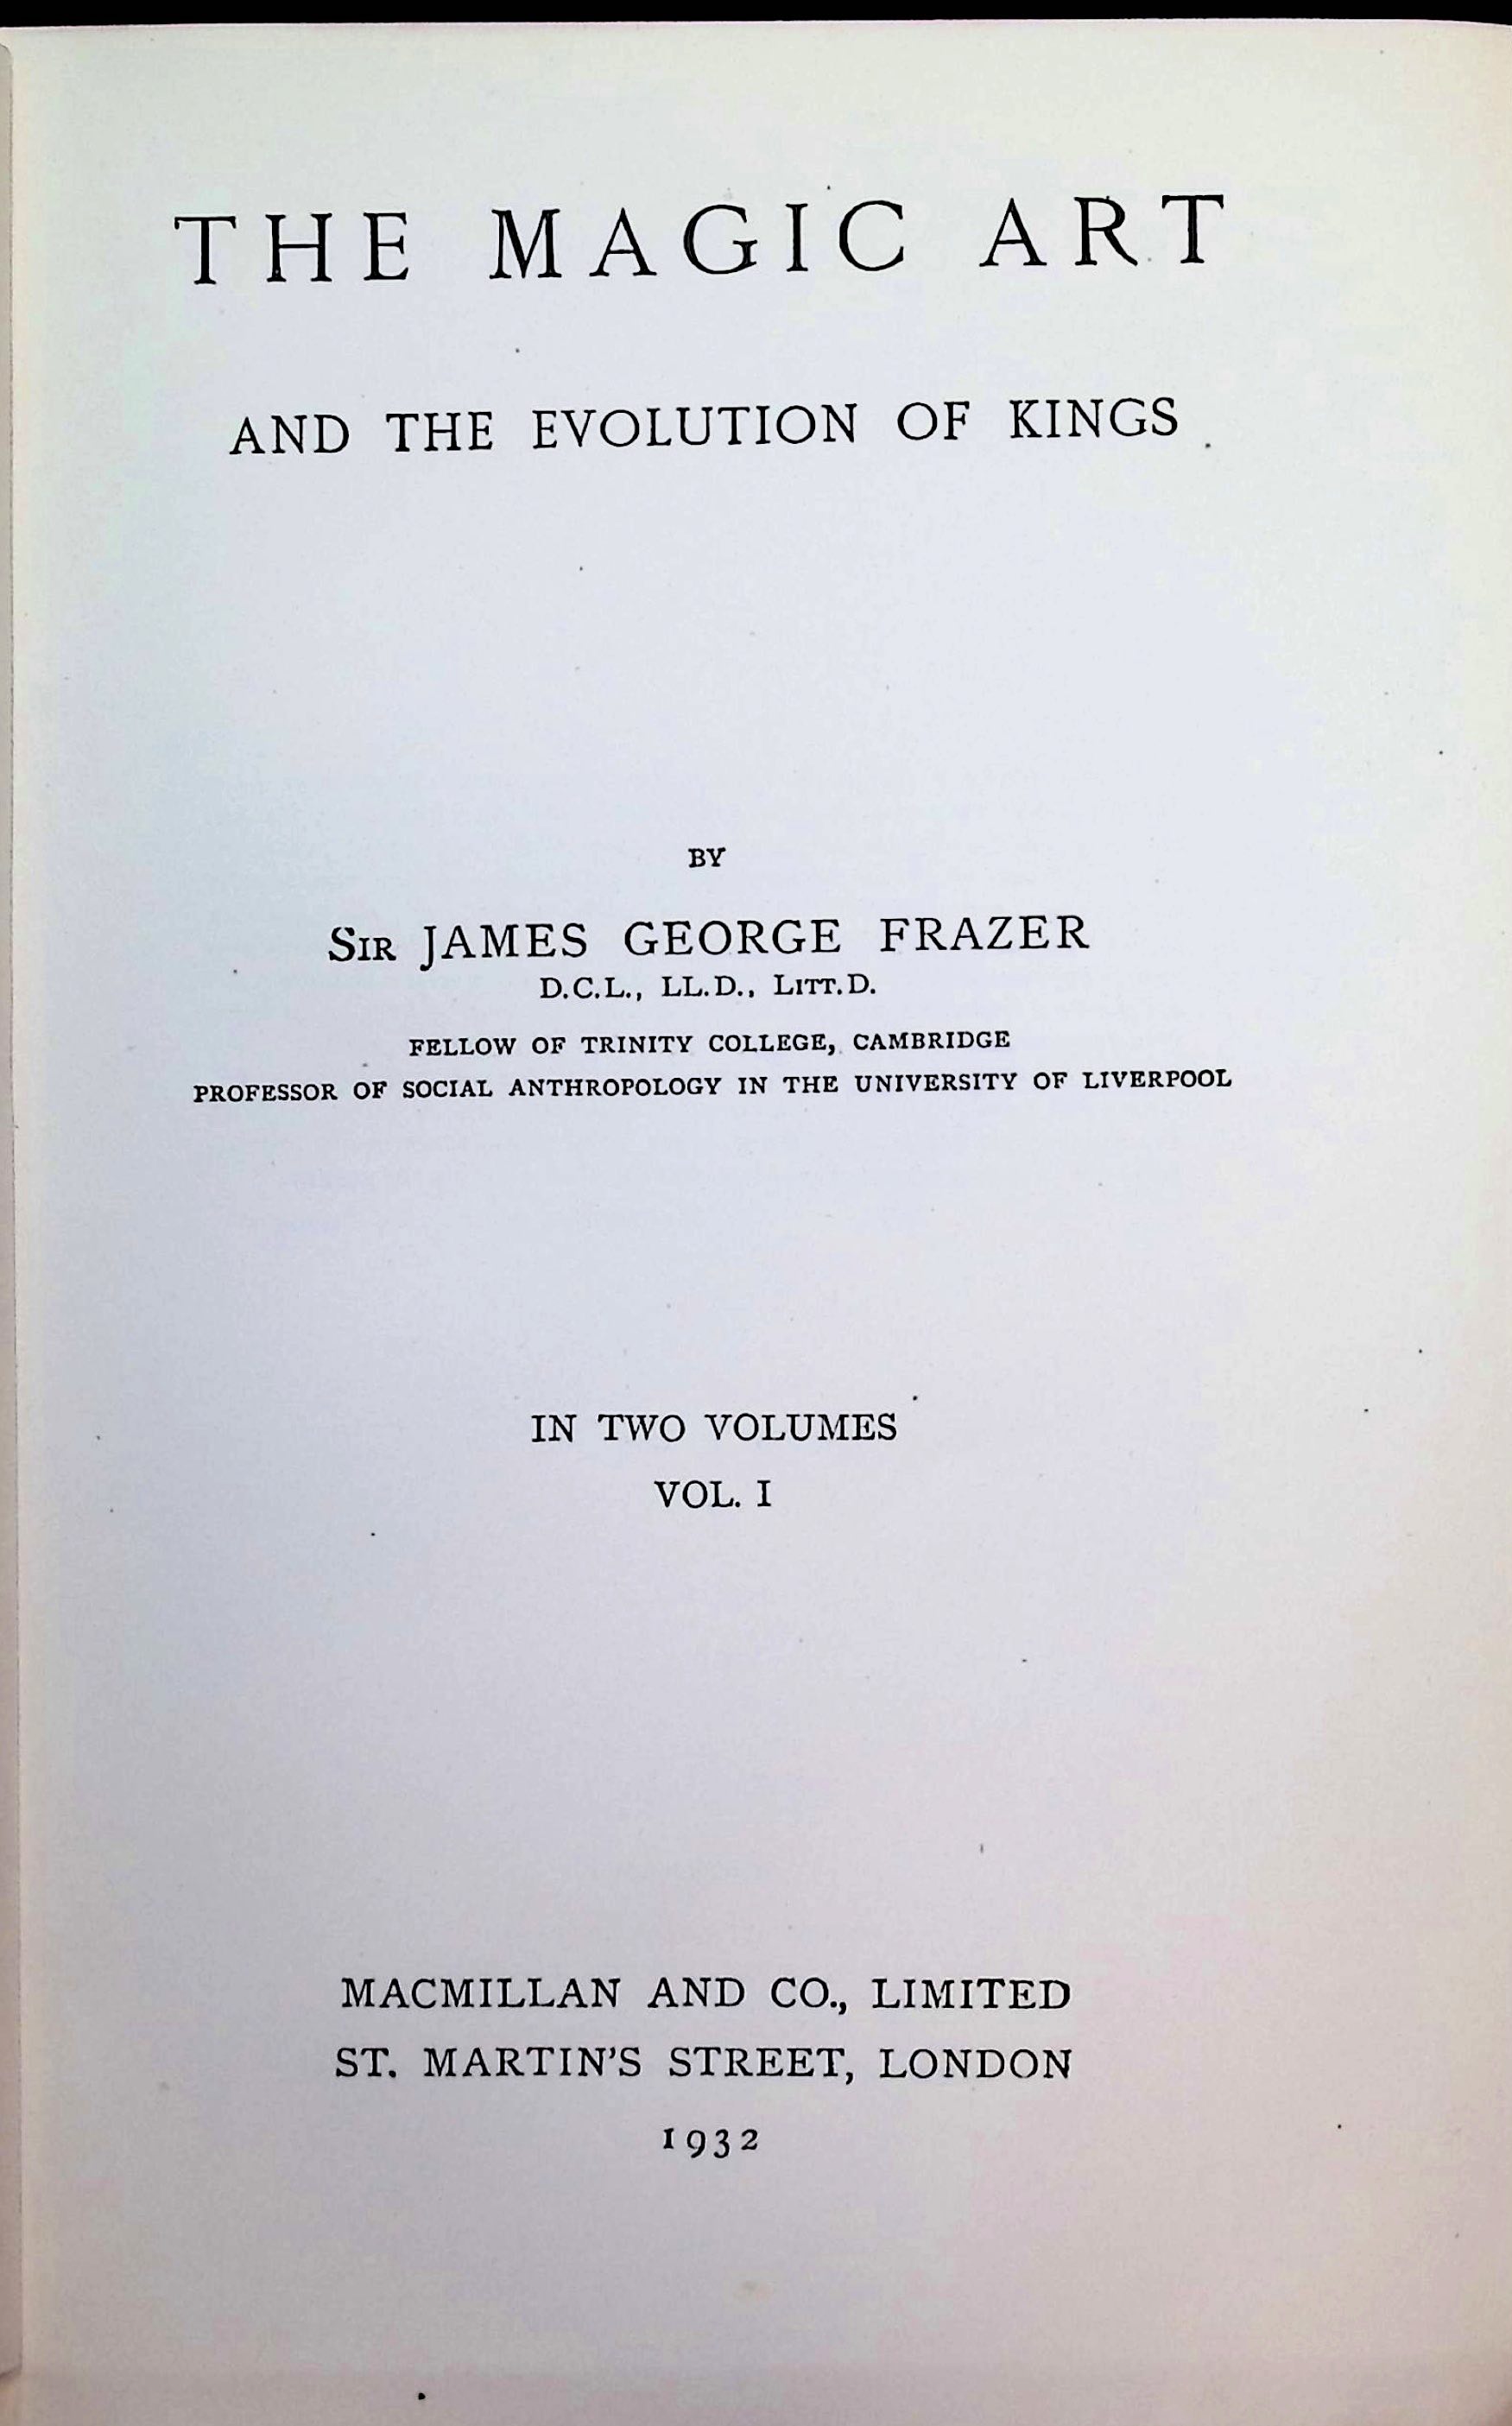 THE MAGIC ART
AND THE EVOLUTION OF KINGS
BY
SIR JAMES GEORGE FRAZER
D.C.L., LL.D., LITT.D.
FELLOW OF TRINITY COLLEGE, CAMBRIDGE
PROFESSOR OF SOCIAL ANTHROPOLOGY IN THE UNIVERSITY OF LIVERPOOL
IN TWO VOLUMES
VOL. I
MACMILLAN AND CO., LIMITED
ST. MARTIN'S STREET, LONDON
1932